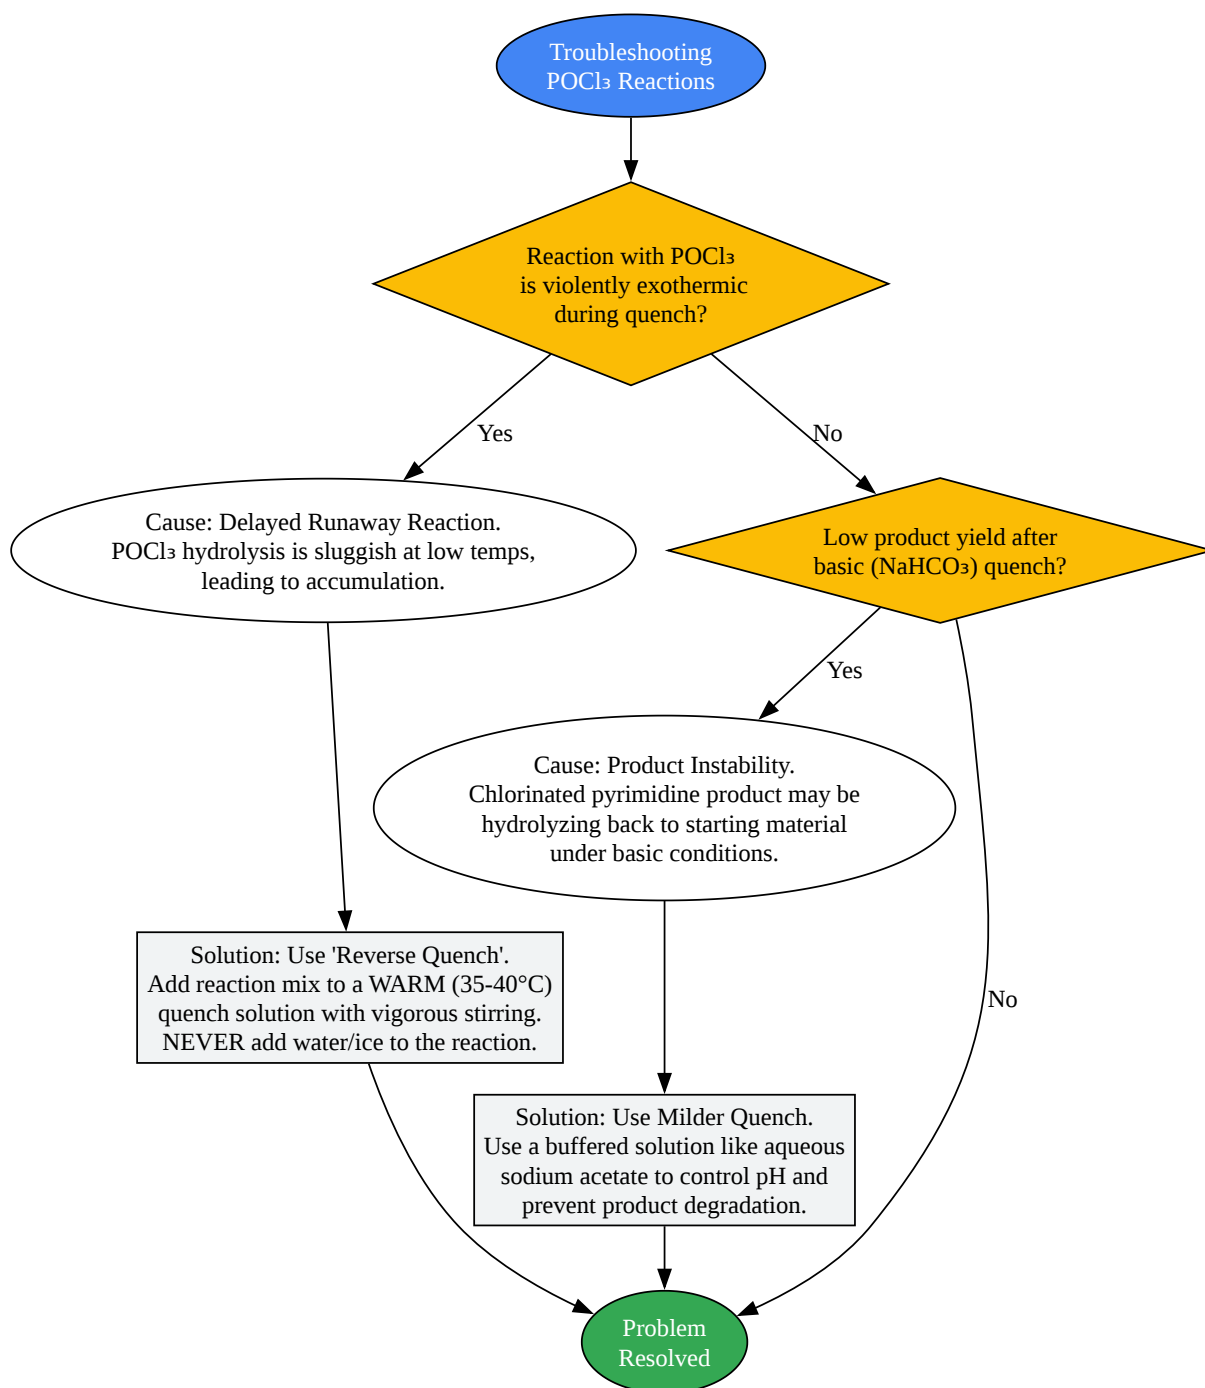 Troubleshooting
POCl₃ Reactions
Reaction with POCl₃
is violently exothermic
during quench?
Yes
No
Cause: Delayed Runaway Reaction.
POCl₃ hydrolysis is sluggish at low temps,
leading to accumulation.
Low product yield after
basic (NaHCO₃) quench?
Yes
Cause: Product Instability.
Chlorinated pyrimidine product may be
hydrolyzing back to starting material
under basic conditions.
Solution: Use 'Reverse Quench'.
Add reaction mix to a WARM (35-40°C)
quench solution with vigorous stirring.
NEVER add water/ice to the reaction.
No
Solution: Use Milder Quench.
Use a buffered solution like aqueous
sodium acetate to control pH and
prevent product degradation.
Problem
Resolved